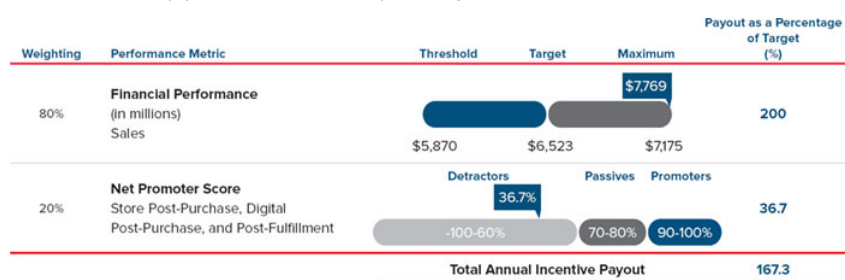 Payout as a Percentage
of Target
Weighting Performance Metric Threshold Target Maximum (%)
$7,769
Financial Performance
80% (in millions) 200
Sales
$5,870 $6,523 $7,175
Detractors Passives Promoters
Net Promoter Score 36.7%
20% Store Post-Purchase, Digital 36.7
Post-Purchase, and Post-Fulfillment -100-60% 70-80% 90-100%
Total Annual Incentive Payout 167.3